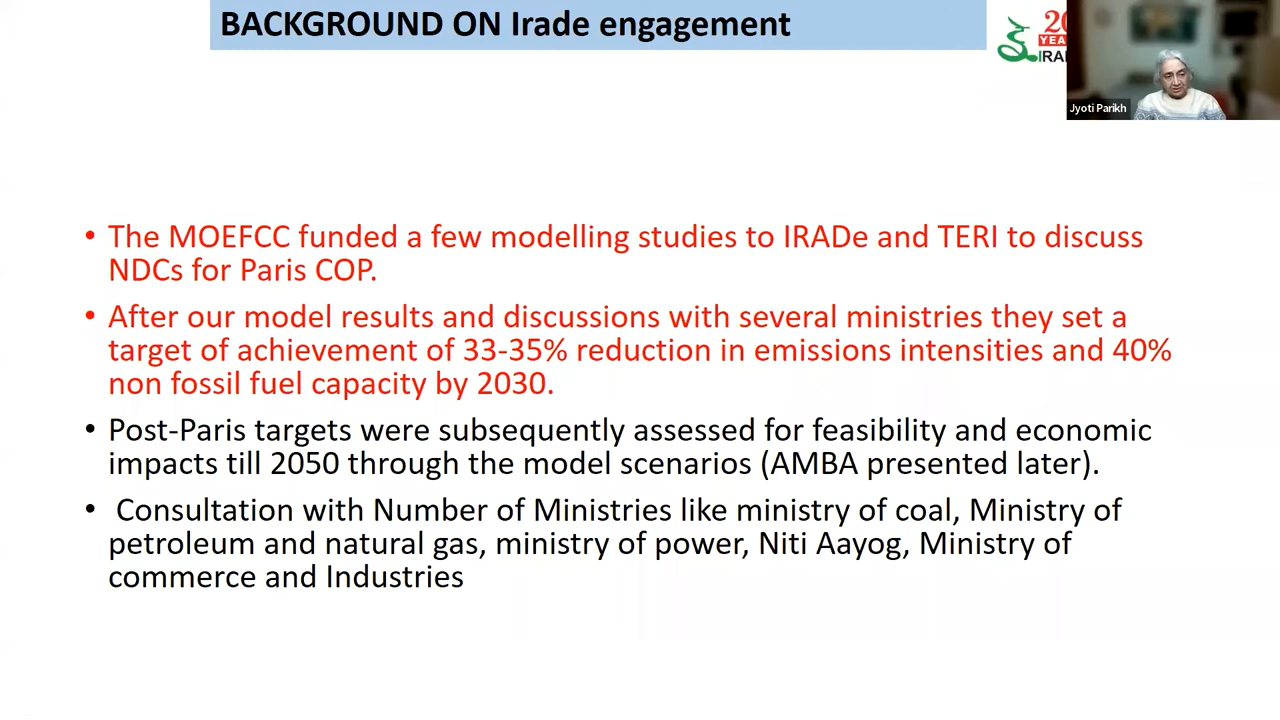 BACKGROUND ON Irade engagement
Jyoti Parikh
• The MOEFCC funded a few modelling studies to IRADe and TERI to discuss
NDCs for Paris COP.
• After our model results and discussions with several ministries they set a
target of achievement of 33-35% reduction in emissions intensities and 40%
non fossil fuel capacity by 2030.
• Post-Paris targets were subsequently assessed for feasibility and economic
impacts till 2050 through the model scenarios (AMBA presented later).
• Consultation with Number of Ministries like ministry of coal, Ministry of
petroleum and natural gas, ministry of power, Niti Aayog, Ministry of
commerce and Industries